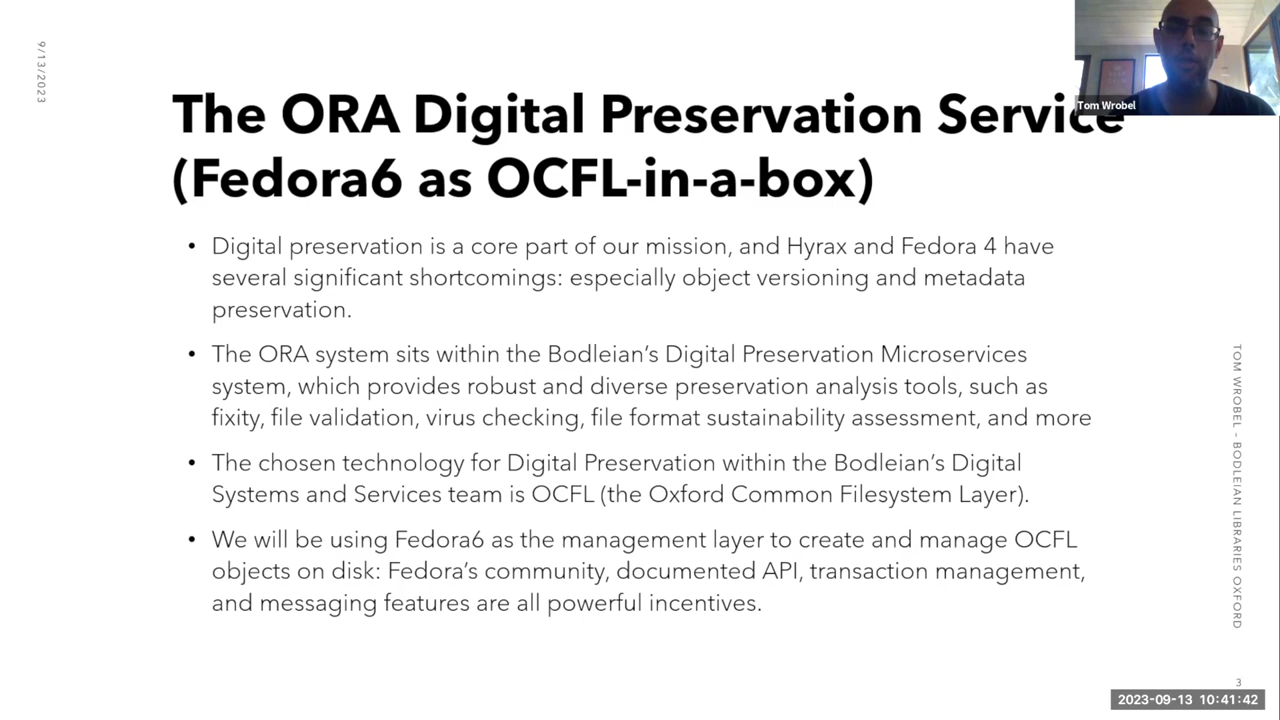 9/13/2023
Tom Wrobel
The ORA Digital Preservation Service
(Fedora6 as OCFL-in-a-box)
• Digital preservation is a core part of our mission, and Hyrax and Fedora 4 have
several significant shortcomings: especially object versioning and metadata
preservation.
• The ORA system sits within the Bodleian’s Digital Preservation Microservices
system, which provides robust and diverse preservation analysis tools, such as
fixity, file validation, virus checking, file format sustainability assessment, and more
• The chosen technology for Digital Preservation within the Bodleian’s Digital
Systems and Services team is OCFL (the Oxford Common Filesystem Layer).
• We will be using Fedora6 as the management layer to create and manage OCFL
objects on disk: Fedora’s community, documented API, transaction management,
and messaging features are all powerful incentives.
TOM WROBEL - BODLEIAN LIBRARIES OXFORD
3
2023-09-13 10:41:42